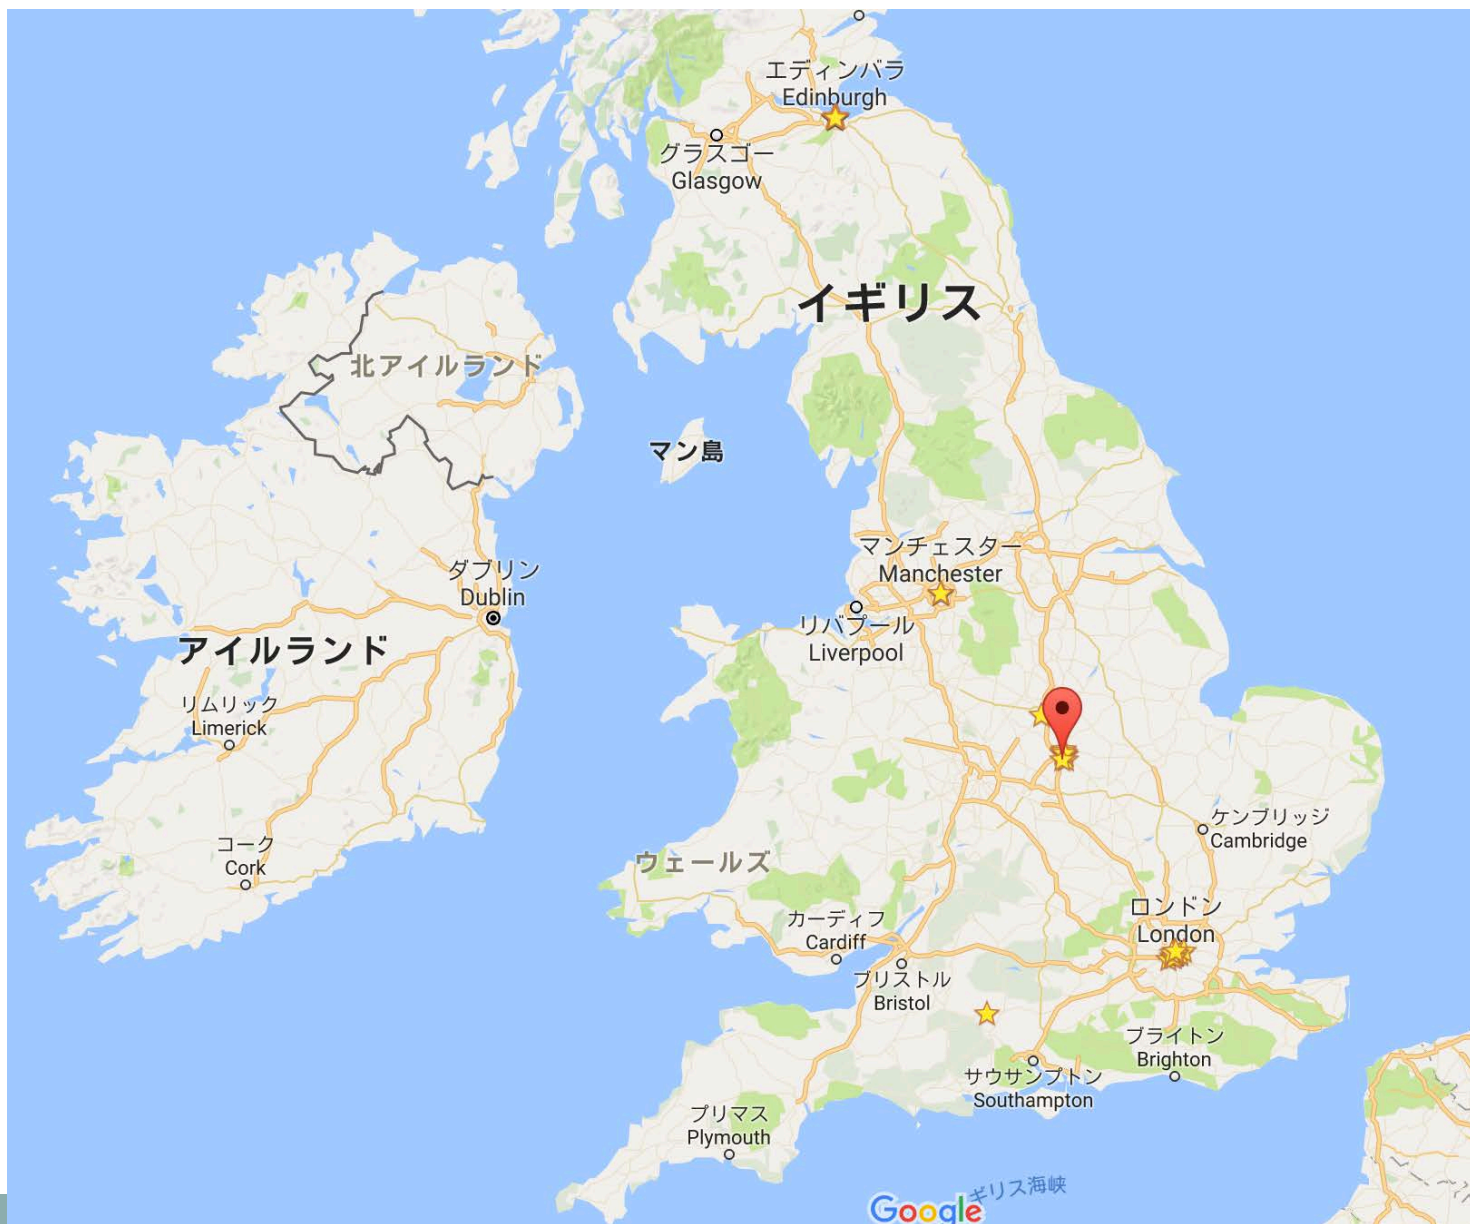 エディンバラ
Edinburgh
グラスゴー
Glasgow
イギリス
北アイルランド
マン島
マンチェスター
Manchester
ダブリン
Dublin
リバプール
Liverpool
アイルランド
リムリック
Limerick
ケンブリッジ
Cambridge
コーク
Cork
ウェールズ
ロンドン
London
カーディフ
Cardiff
ブリストル
Bristol
ブライトン
Brighton
サウサンプトン
Southampton
プリマス
Plymouth
ギリス海峡
Google